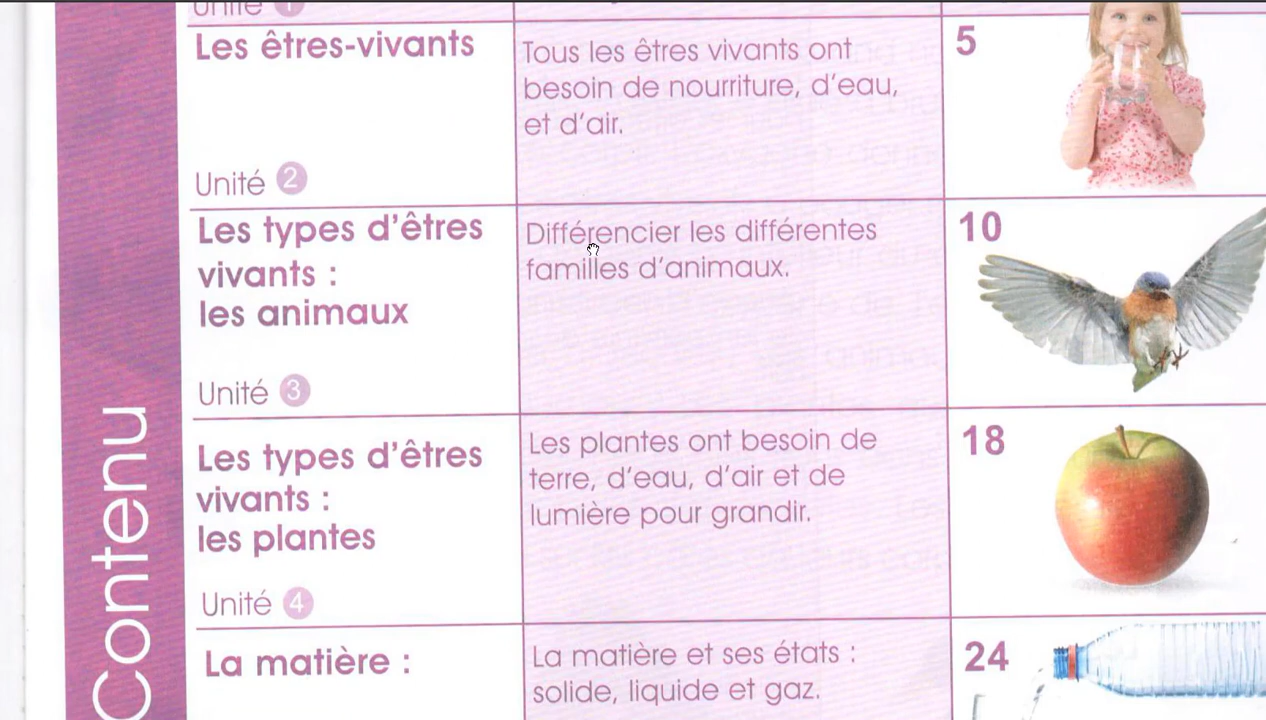 Unité 1
Les êtres-vivants
Tous les êtres vivants ont
besoin de nourriture, d'eau,
et d'air.
5
Unité 2
Les types d'êtres
vivants :
les animaux
Différencier les différentes
familles d'animaux.
10
Unité 3
Les types d'êtres
vivants :
les plantes
Les plantes ont besoin de
terre, d'eau, d'air et de
lumière pour grandir.
18
Unité 4
La matière :
La matière et ses états :
solide, liquide et gaz.
24
Contenu